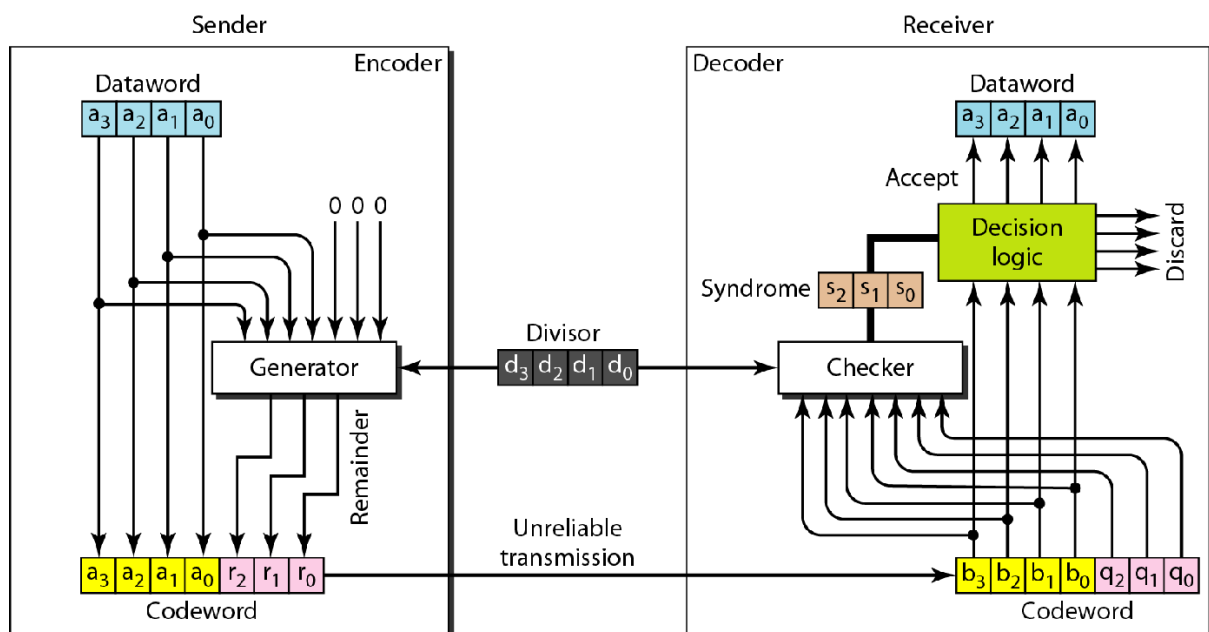 Sender
Encoder
Dataword
a₃ a₂ a₁ a₀
0 0 0
Generator
Remainder
a₃ a₂ a₁ a₀ r₂ r₁ r₀
Codeword
Divisor
d₃ d₂ d₁ d₀
Unreliable
transmission
Receiver
Decoder
Dataword
a₃ a₂ a₁ a₀
Accept
Decision
logic
Discard
Syndrome
s₂ s₁ s₀
Checker
b₃ b₂ b₁ b₀ q₂ q₁ q₀
Codeword